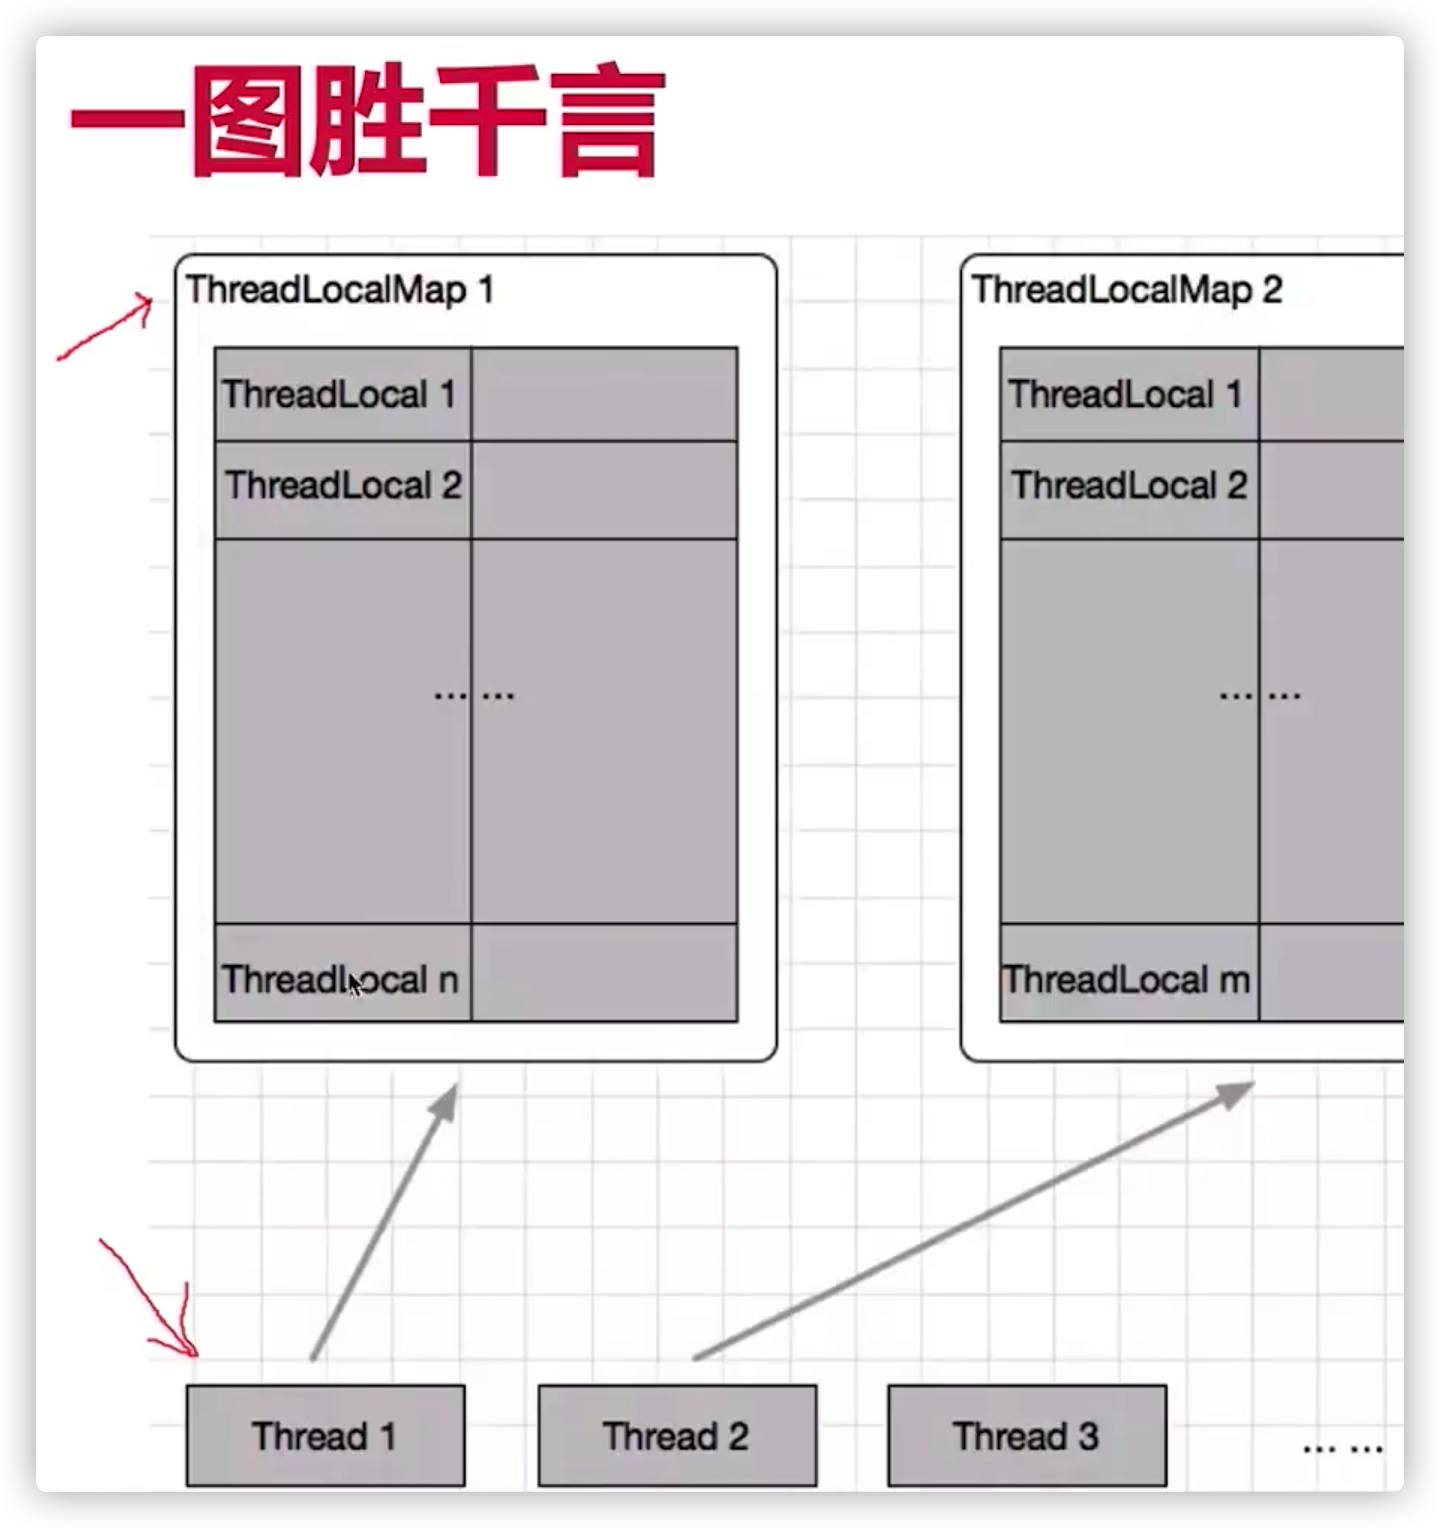 一图胜千言
ThreadLocalMap 1
ThreadLocal 1
ThreadLocal 2
... ...
ThreadLocal n
ThreadLocalMap 2
ThreadLocal 1
ThreadLocal 2
... ...
ThreadLocal m
Thread 1
Thread 2
Thread 3
... ...